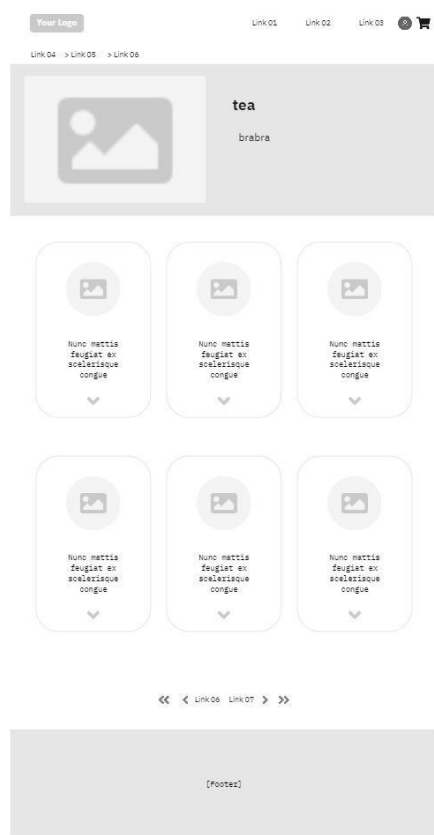 Your Logo
Link 01 Link 02 Link 03
Link 04 > Link 05 > Link 06
tea
brabra
Nunc mattis
feugiat ex
scelerisque
congue
Nunc mattis
feugiat ex
scelerisque
congue
Nunc mattis
feugiat ex
scelerisque
congue
Nunc mattis
feugiat ex
scelerisque
congue
Nunc mattis
feugiat ex
scelerisque
congue
Nunc mattis
feugiat ex
scelerisque
congue
Link 06 Link 07
[Footer]